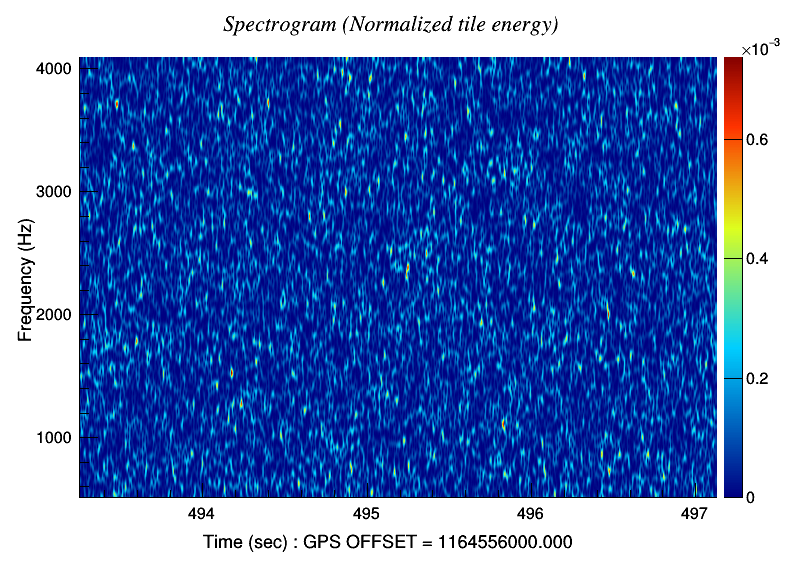 Spectrogram (Normalized tile energy)
×10⁻³
4000
3000
2000
1000
Frequency (Hz)
0.6
0.4
0.2
0
494 495 496 497
Time (sec) : GPS OFFSET = 1164556000.000